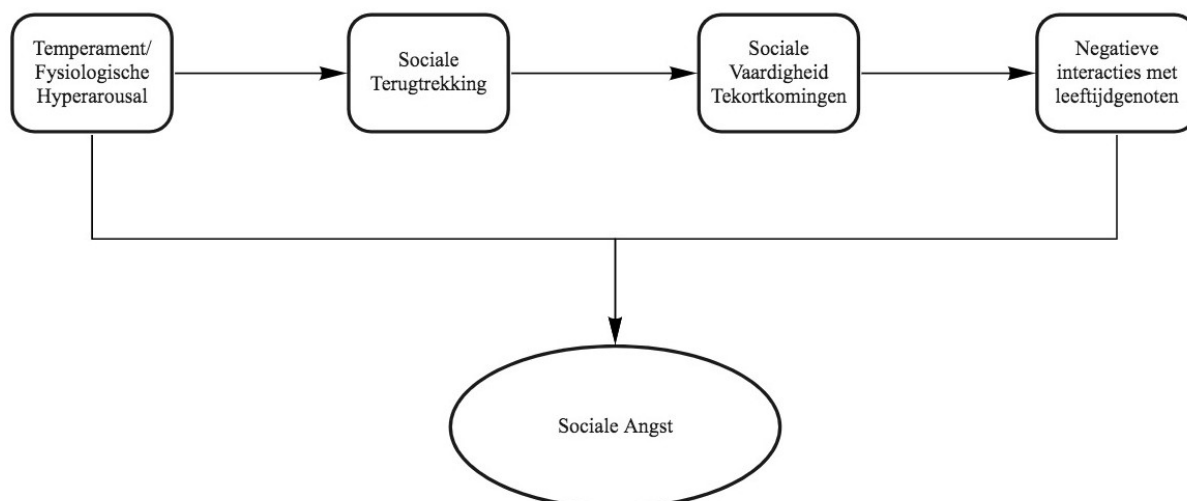 Temperament/
Fysiologische
Hyperarousal
Sociale
Terugtrekking
Sociale
Vaardigheid
Tekortkomingen
Negatieve
interacties met
leeftijdgenoten
Sociale Angst